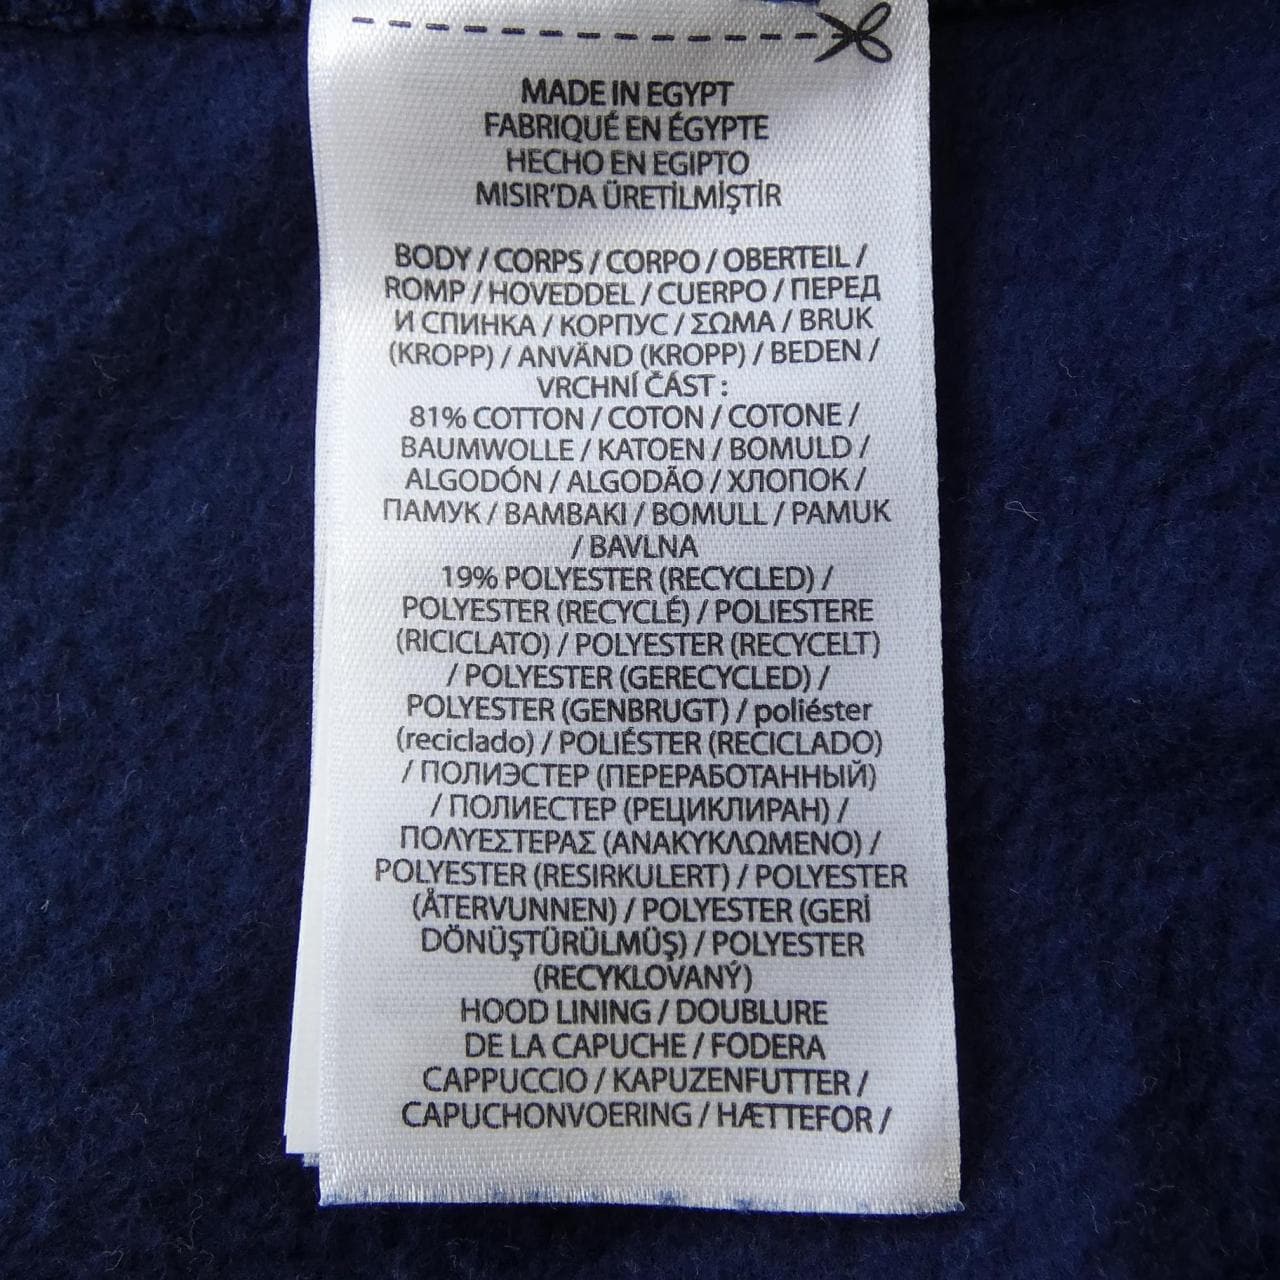 MADE IN EGYPT
FABRIQUÉ EN ÉGYPTE
HECHO EN EGIPTO
MISIR'DA ÜRETİLMİŞTİR
BODY / CORPS / CORPO / OBERTEIL /
ROMP / HOVEDDEL / CUERPO / ПЕРЕД
И СПИНКА / КОРПУС / ΣΩΜΑ / BRUK
(KROPP) / ANVÄND (KROPP) / BEDEN /
VRCHNÍ ČÁST :
81% COTTON / COTON / COTONE /
BAUMWOLLE / KATOEN / BOMULD /
ALGODÓN / ALGODÃO / ХЛОПОК /
ПАМУК / ΒΑΜΒΑΚΙ / BOMULL / PAMUK
/ BAVLNA
19% POLYESTER (RECYCLED) /
POLYESTER (RECYCLÉ) / POLIESTERE
(RICICLATO) / POLYESTER (RECYCELT)
/ POLYESTER (GERECYCLED) /
POLYESTER (GENBRUGT) / poliéster
(reciclado) / POLIÉSTER (RECICLADO)
/ ПОЛИЭСТЕР (ПЕРЕРАБОТАННЫЙ)
/ ПОЛИЕСТЕР (РЕЦИКЛИРАН) /
ΠΟΛΥΕΣΤΕΡΑΣ (ΑΝΑΚΥΚΛΩΜΕΝΟ) /
POLYESTER (RESIRKULERT) / POLYESTER
(ÅTERVUNNEN) / POLYESTER (GERİ
DÖNÜŞTÜRÜLMÜŞ) / POLYESTER
(RECYKLOVANÝ)
HOOD LINING / DOUBLURE
DE LA CAPUCHE / FODERA
CAPPUCCIO / KAPUZENFUTTER /
CAPUCHONVOERING / HÆTTEFOR /